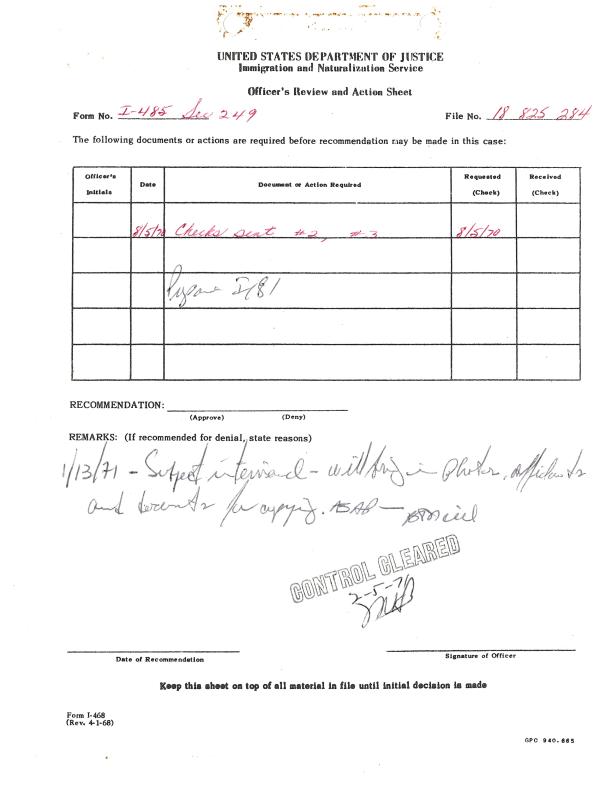 UNITED STATES DEPARTMENT OF JUSTICE
Immigration and Naturalization Service
Officer's Review and Action Sheet
Form No. I-485 Sec 249 File No. 18 825 284
The following documents or actions are required before recommendation may be made in this case:
Officer's Initials Date Document or Action Required Requested (Check) Received (Check)
8/5/70 Checks sent #2, #3 8/5/70
I/81
RECOMMENDATION:
(Approve) (Deny)
REMARKS: (If recommended for denial, state reasons)
1/13/71 - Subject interviewed - will bring in photos, affidavits
and documents for copying. ASAP —
CONTROL CLEARED
2-5-71
Date of Recommendation Signature of Officer
Keep this sheet on top of all material in file until initial decision is made
Form I-468
(Rev. 4-1-68)
GPO 940.665